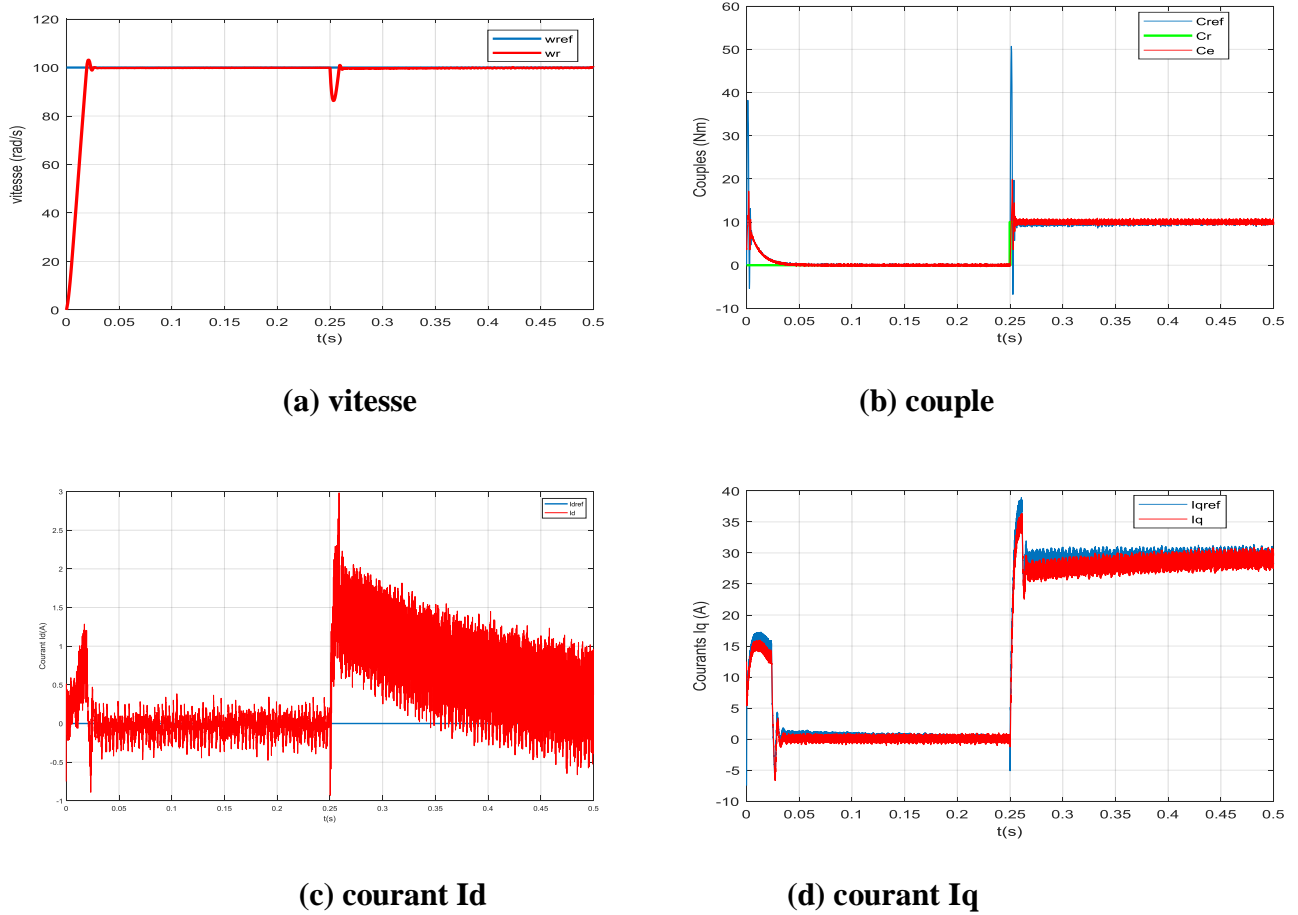 120
100
80
60
40
20
0
vitesse (rad/s)
wref
wr
0 0.05 0.1 0.15 0.2 0.25 0.3 0.35 0.4 0.45 0.5
t(s)
60
50
40
30
20
10
0
-10
Couples (Nm)
Cref
Cr
Ce
0 0.05 0.1 0.15 0.2 0.25 0.3 0.35 0.4 0.45 0.5
t(s)
(a) vitesse
(b) couple
3
2.5
2
1.5
1
0.5
0
-0.5
-1
Courant Id(A)
Idref
Id
0 0.05 0.1 0.15 0.2 0.25 0.3 0.35 0.4 0.45 0.5
t(s)
40
35
30
25
20
15
10
5
0
-5
-10
Courants Iq (A)
Iqref
Iq
0 0.05 0.1 0.15 0.2 0.25 0.3 0.35 0.4 0.45 0.5
t(s)
(c) courant Id
(d) courant Iq